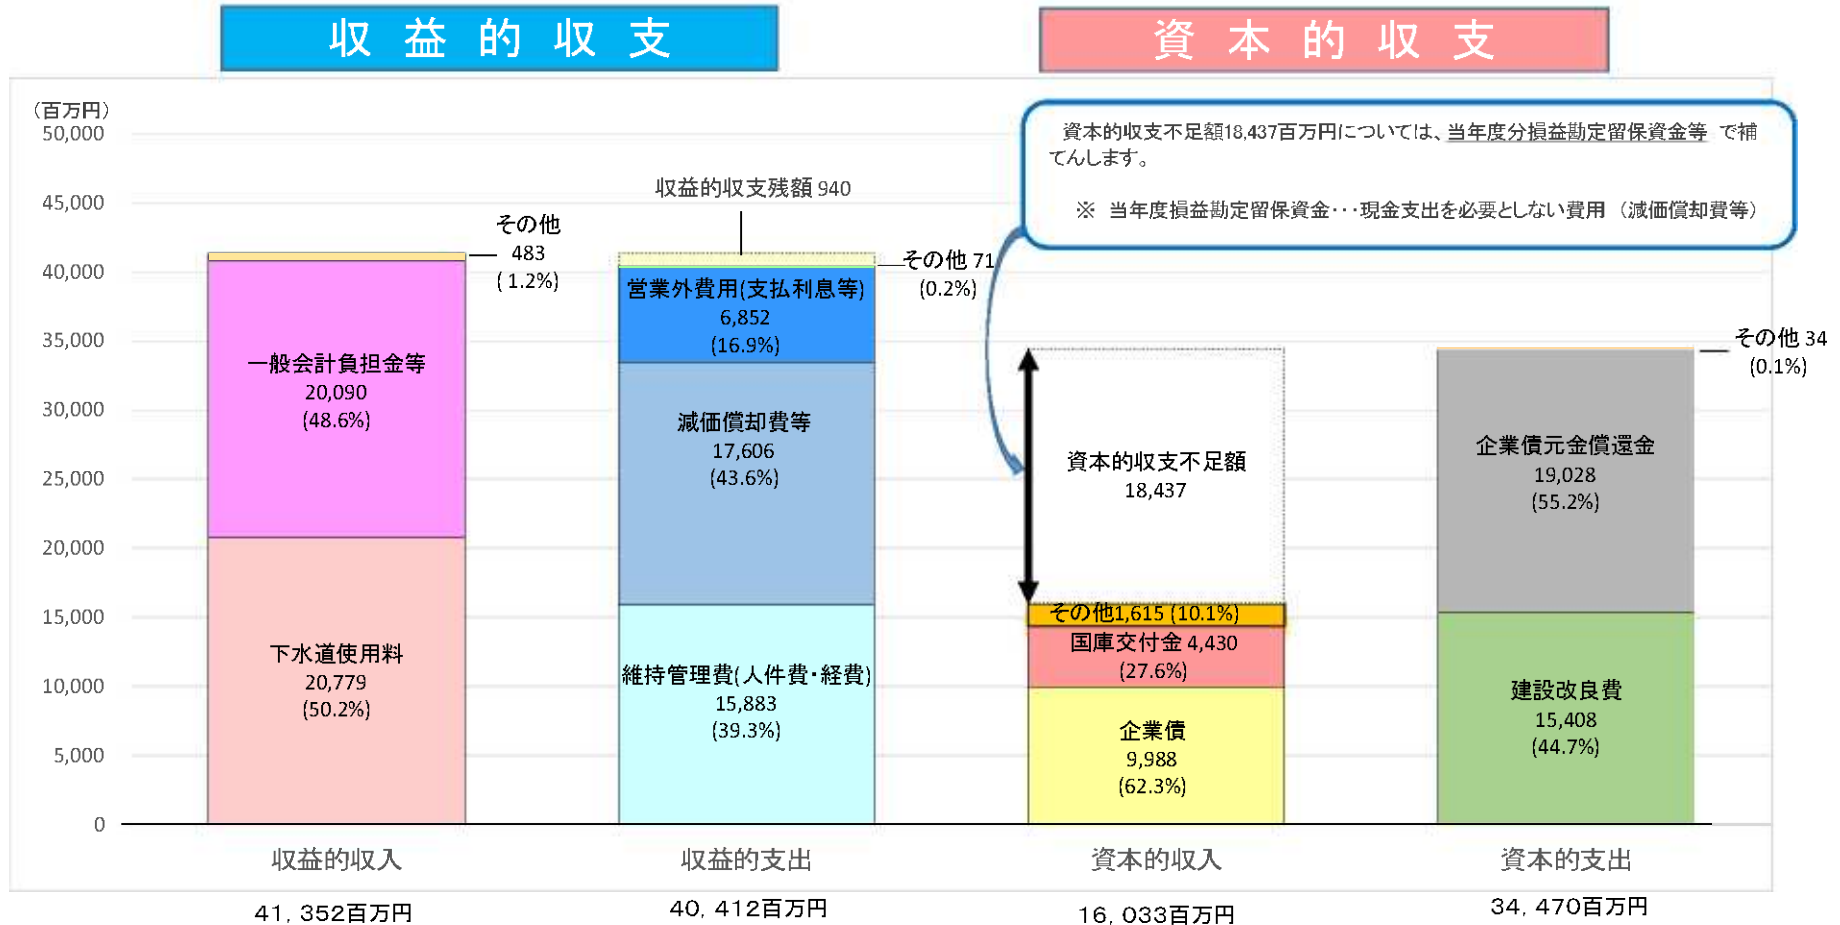 収益的収支
資本的収支
（百万円）
50,000
45,000
40,000
35,000
30,000
25,000
20,000
15,000
10,000
5,000
0
資本的収支不足額18,437百万円については、当年度分損益勘定留保資金等 で補
てんします。
※ 当年度損益勘定留保資金･･･現金支出を必要としない費用 （減価償却費等）
その他
483
( 1.2%)
一般会計負担金等
20,090
(48.6%)
下水道使用料
20,779
(50.2%)
収益的収支残額 940
その他 71
(0.2%)
営業外費用(支払利息等)
6,852
(16.9%)
減価償却費等
17,606
(43.6%)
維持管理費(人件費･経費)
15,883
(39.3%)
資本的収支不足額
18,437
その他1,615 (10.1%)
国庫交付金 4,430
(27.6%)
企業債
9,988
(62.3%)
その他 34
(0.1%)
企業債元金償還金
19,028
(55.2%)
建設改良費
15,408
(44.7%)
収益的収入
収益的支出
資本的収入
資本的支出
41, 352百万円
40, 412百万円
16, 033百万円
34, 470百万円